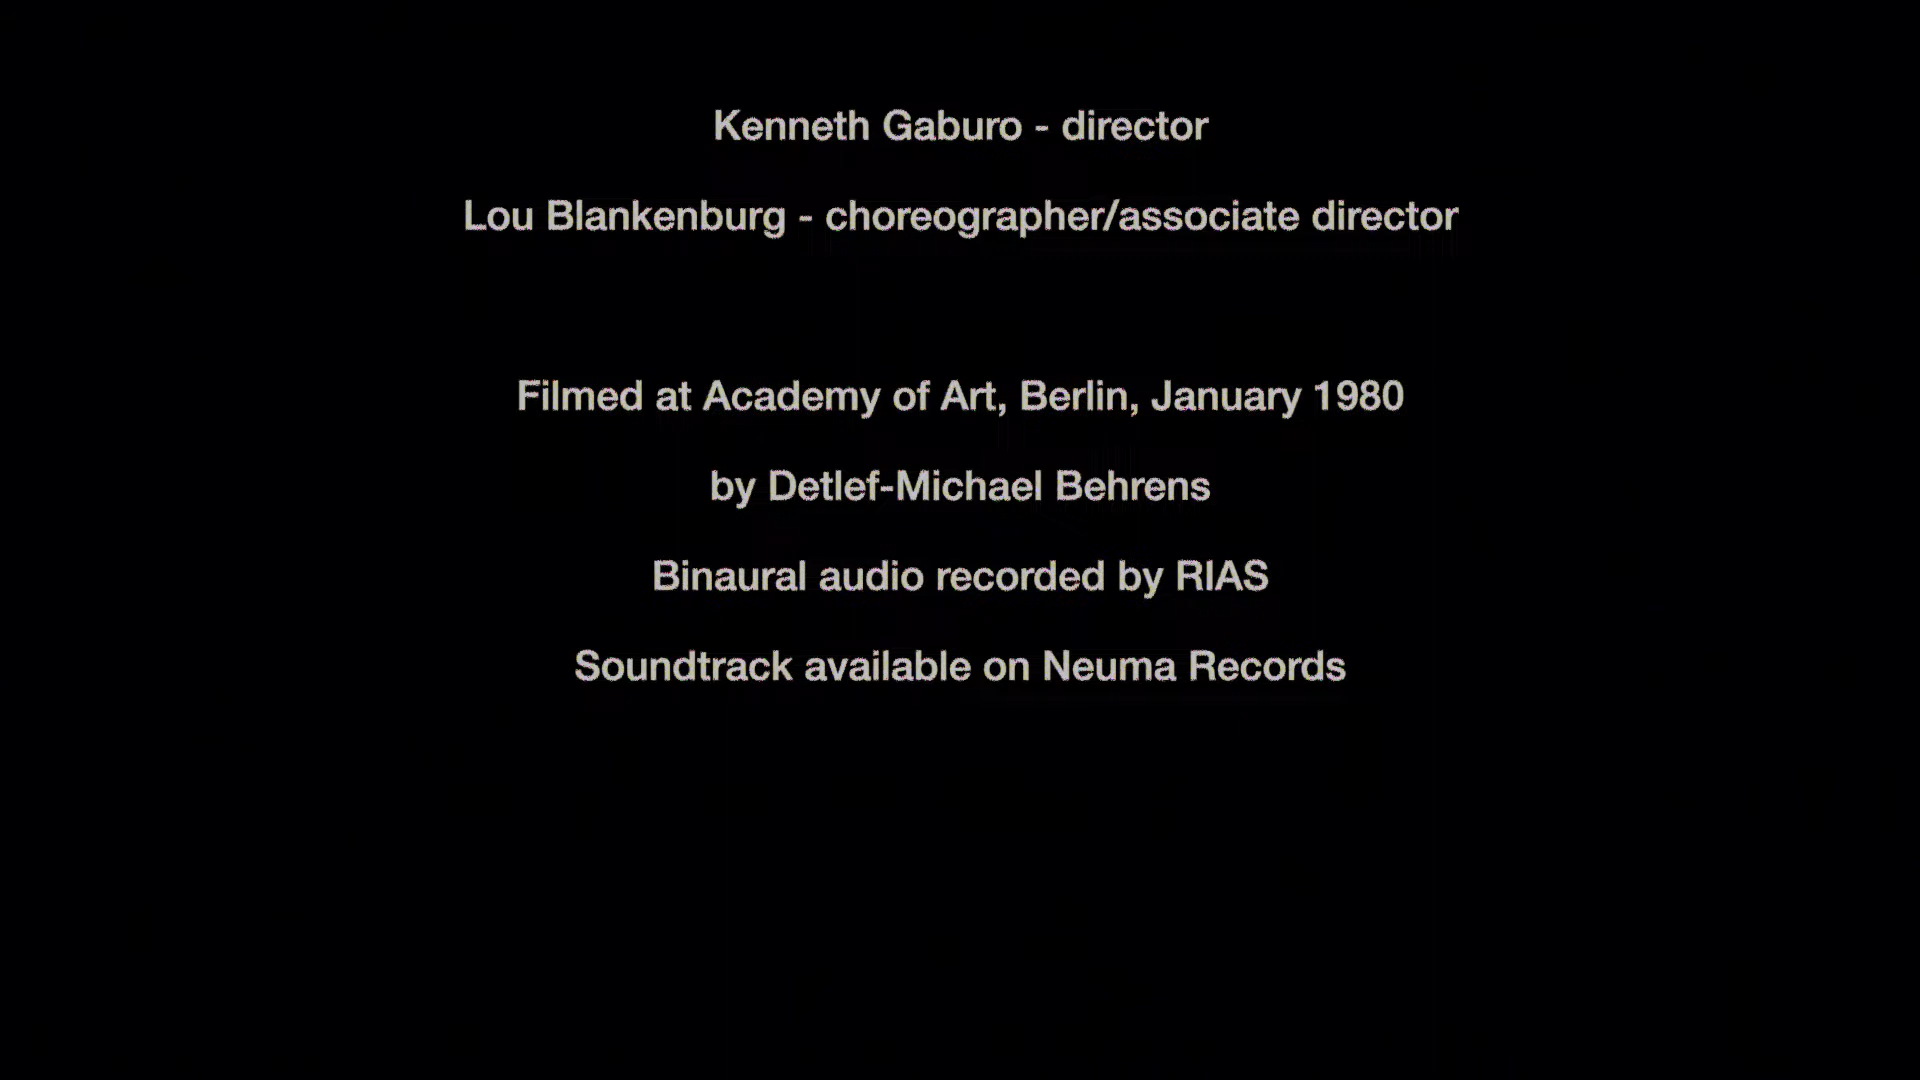 Kenneth Gaburo - director
Lou Blankenburg - choreographer/associate director
Filmed at Academy of Art, Berlin, January 1980
by Detlef-Michael Behrens
Binaural audio recorded by RIAS
Soundtrack available on Neuma Records